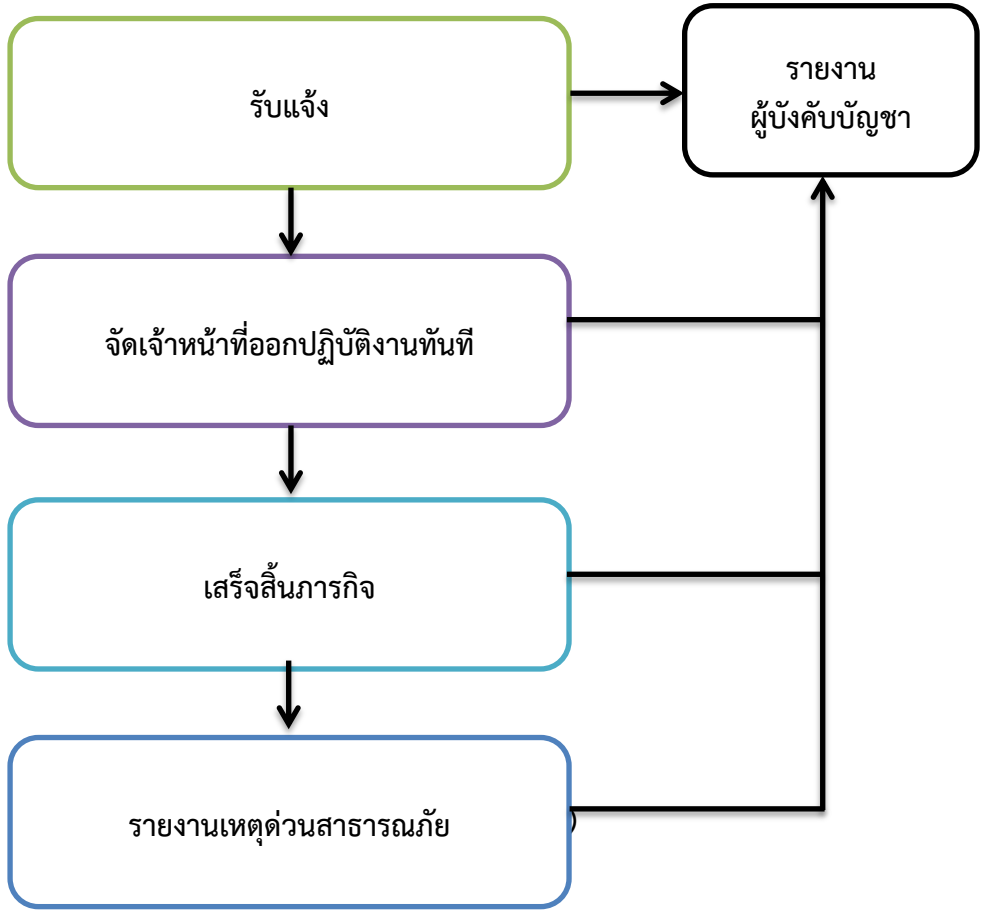 รับแจ้ง
รายงาน
ผู้บังคับบัญชา
จัดเจ้าหน้าที่ออกปฏิบัติงานทันที
เสร็จสิ้นภารกิจ
รายงานเหตุด่วนสาธารณภัย
)